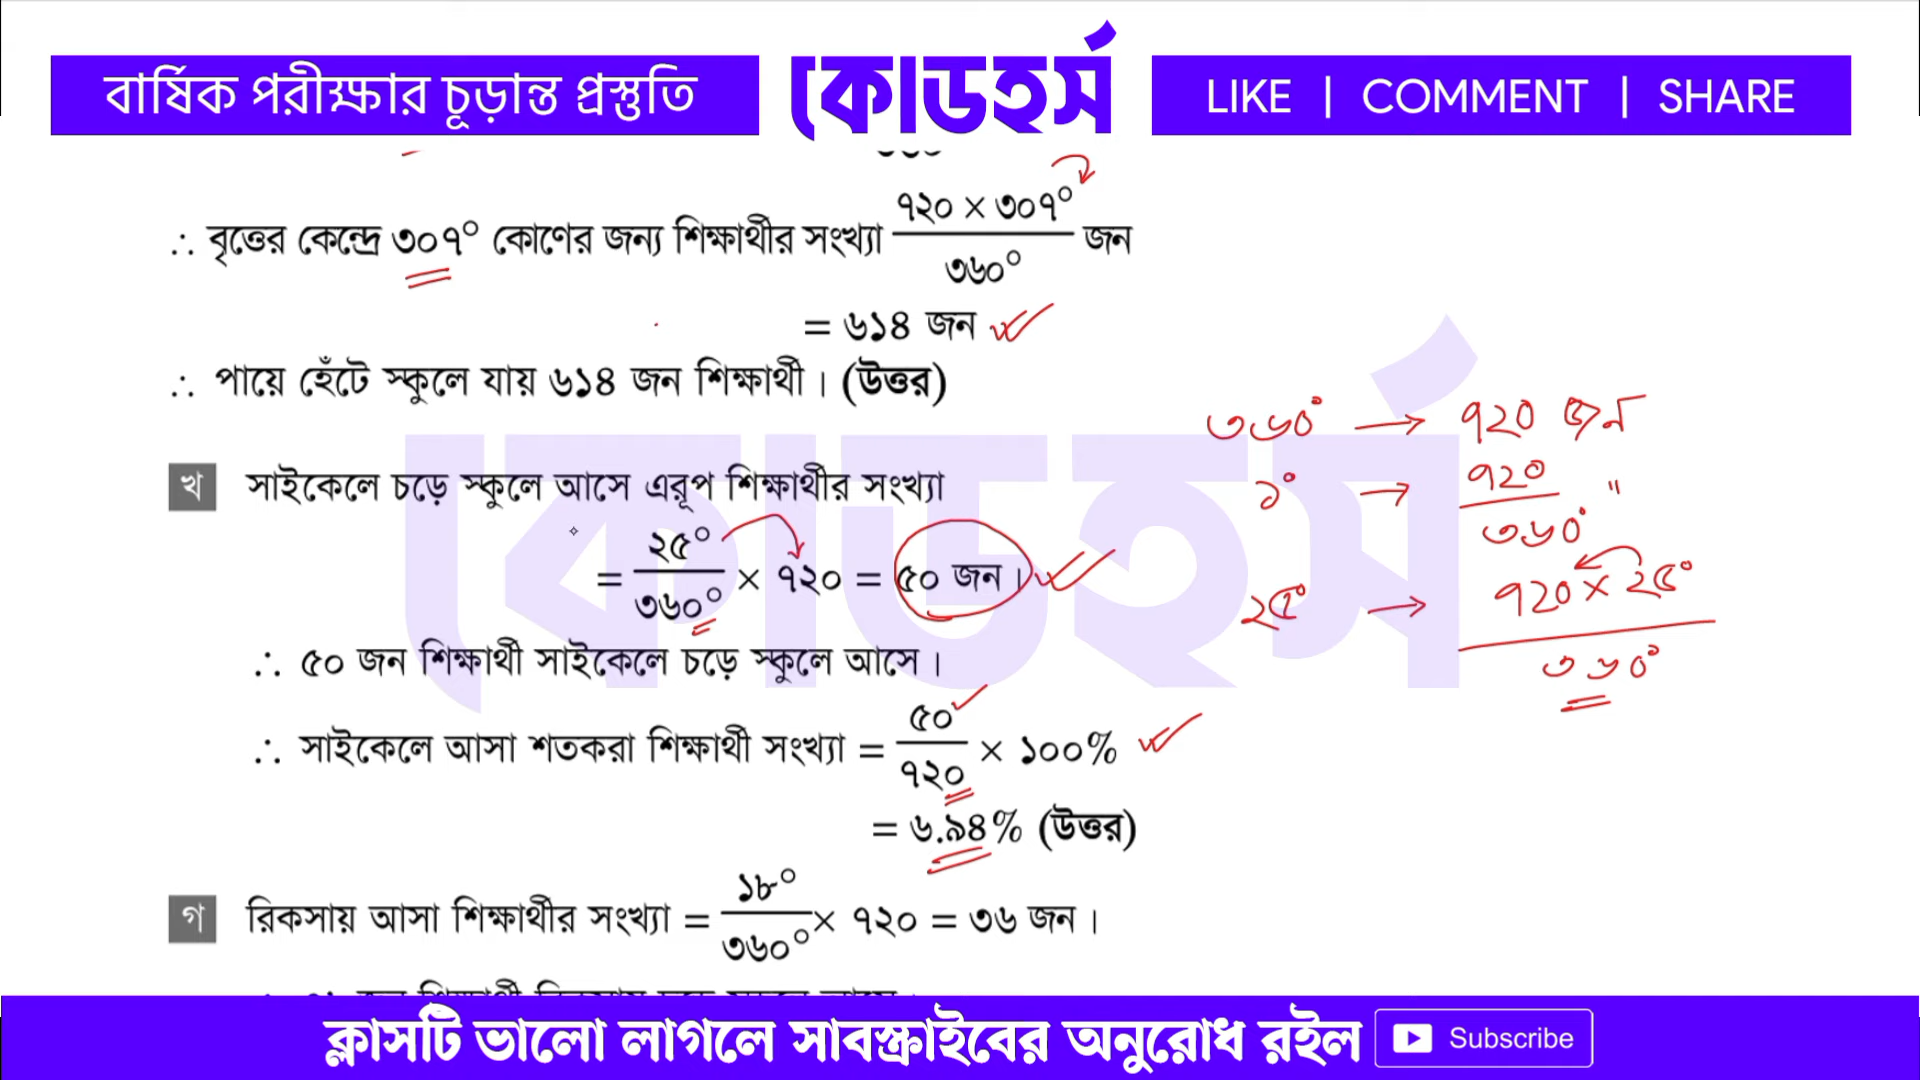 বার্ষিক পরীক্ষার চূড়ান্ত প্রস্তুতি
কোডহর্স
LIKE | COMMENT | SHARE
∴ বৃত্তের কেন্দ্রে ৩০৭° কোণের জন্য শিক্ষার্থীর সংখ্যা ৭২০ × ৩০৭° / ৩৬০° জন
= ৬১৪ জন
∴ পায়ে হেঁটে স্কুলে যায় ৬১৪ জন শিক্ষার্থী। (উত্তর)
খ সাইকেলে চড়ে স্কুলে আসে এরূপ শিক্ষার্থীর সংখ্যা
= ২৫° / ৩৬০° × ৭২০ = ৫০ জন।
∴ ৫০ জন শিক্ষার্থী সাইকেলে চড়ে স্কুলে আসে।
∴ সাইকেলে আসা শতকরা শিক্ষার্থী সংখ্যা = ৫০ / ৭২০ × ১০০%
= ৬.৯৪% (উত্তর)
গ রিকসায় আসা শিক্ষার্থীর সংখ্যা = ১৮° / ৩৬০° × ৭২০ = ৩৬ জন।
৩৬০° → ৭২০ জন
১° → ৭২০ / ৩৬০° "
২৫° → ৭২০ × ২৫° / ৩৬০°
কোডহর্স
ক্লাসটি ভালো লাগলে সাবস্ক্রাইবের অনুরোধ রইল
Subscribe